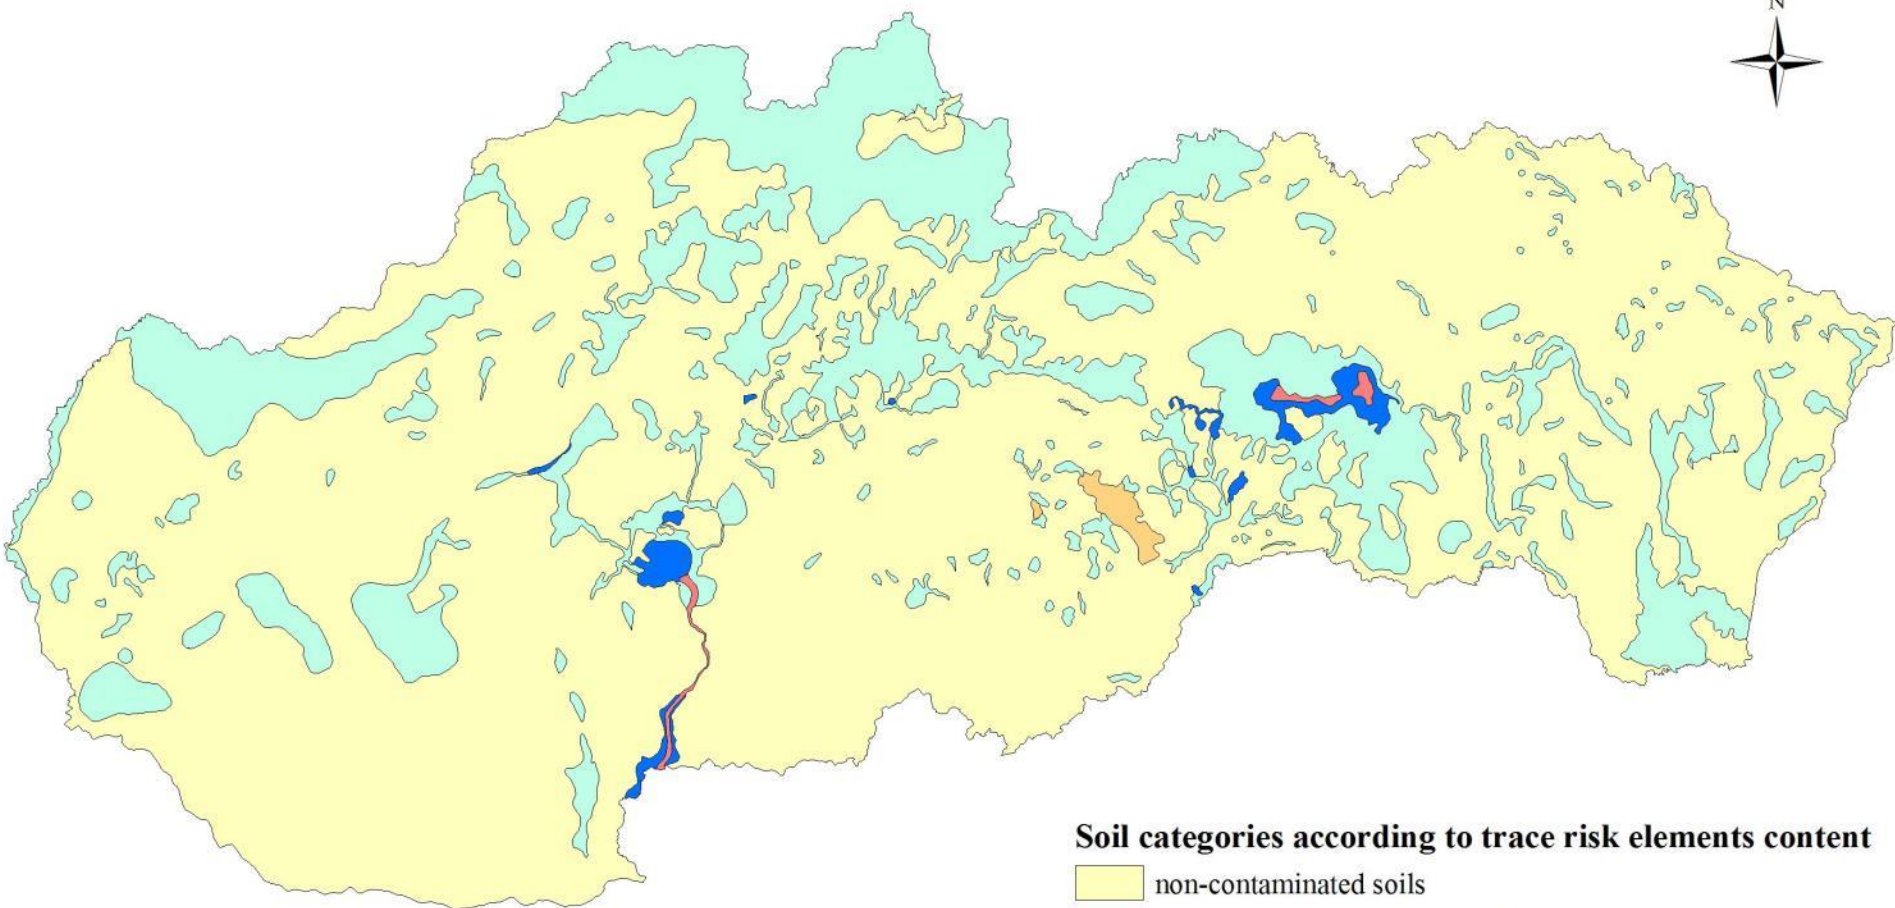 N
Soil categories according to trace risk elements content
non-contaminated soils